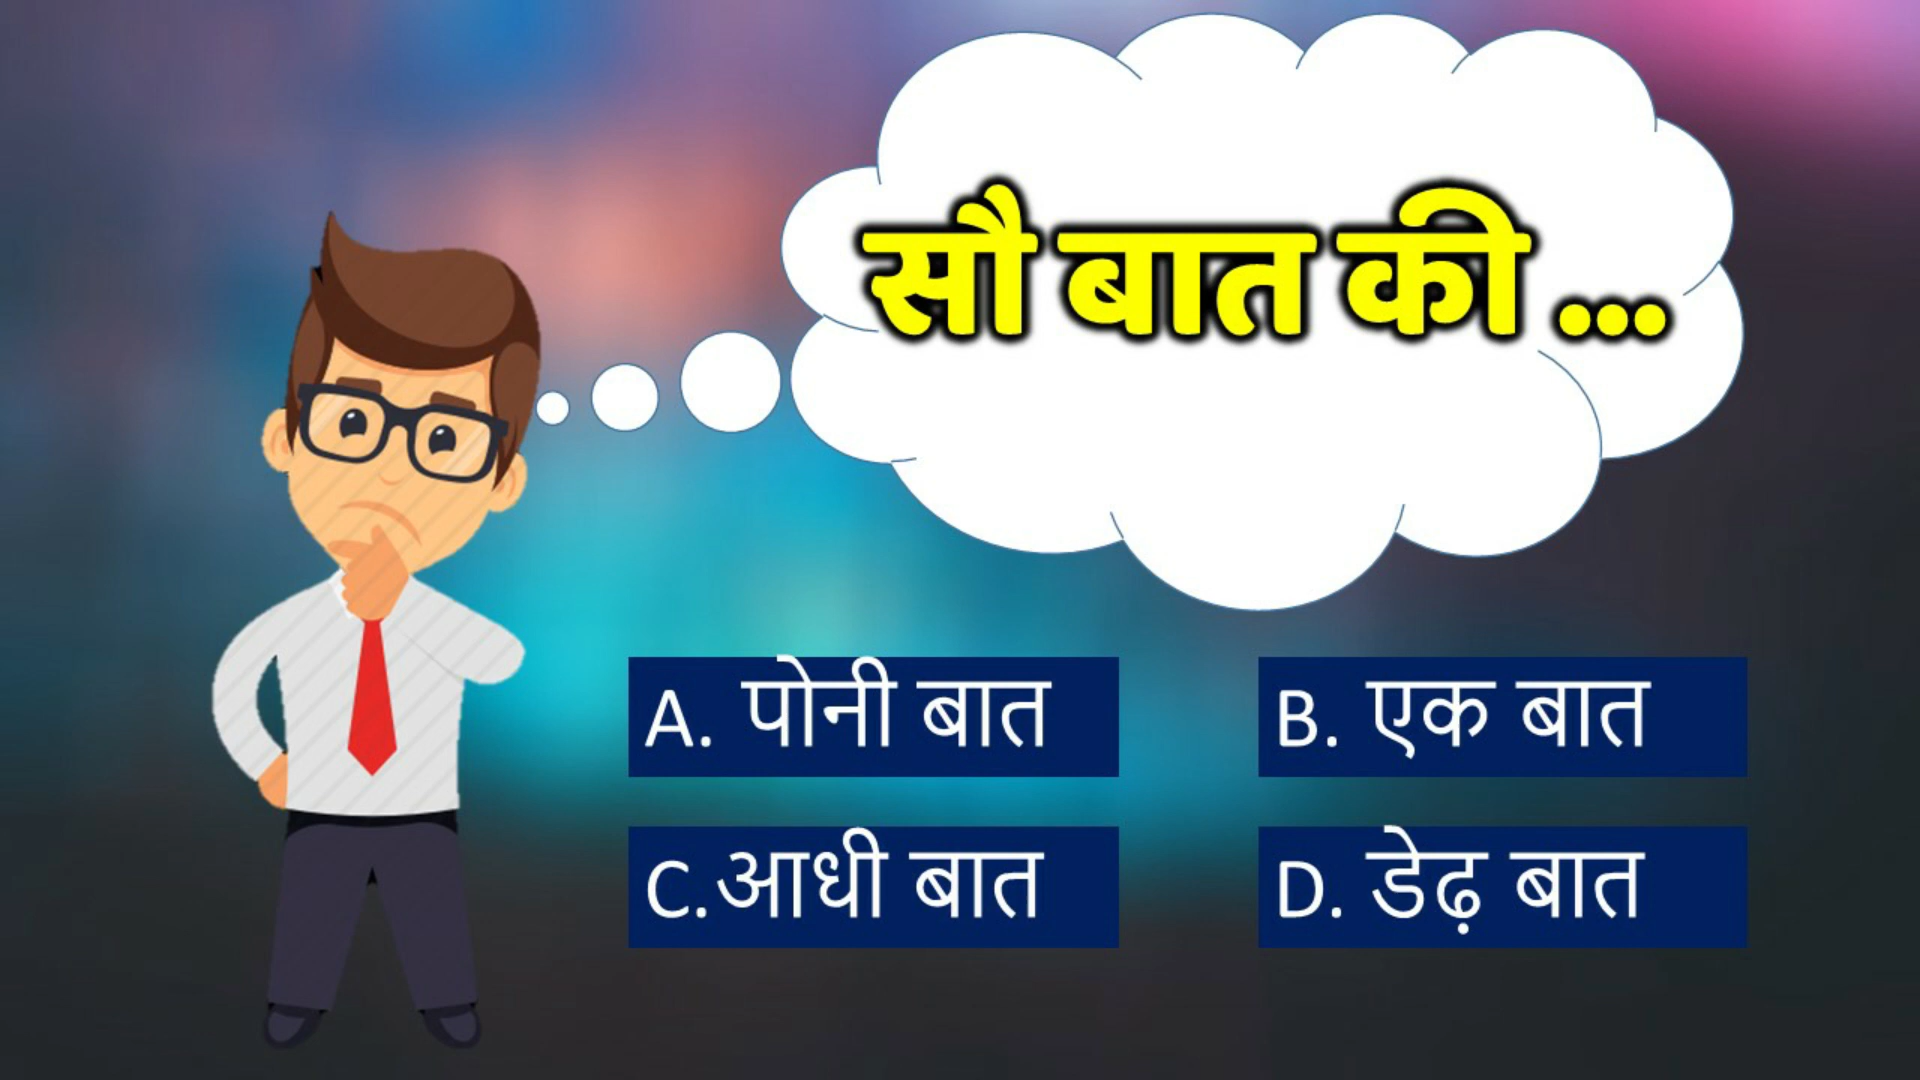 सौ बात की ...
A. पोनी बात
B. एक बात
C.आधी बात
D. डेढ़ बात